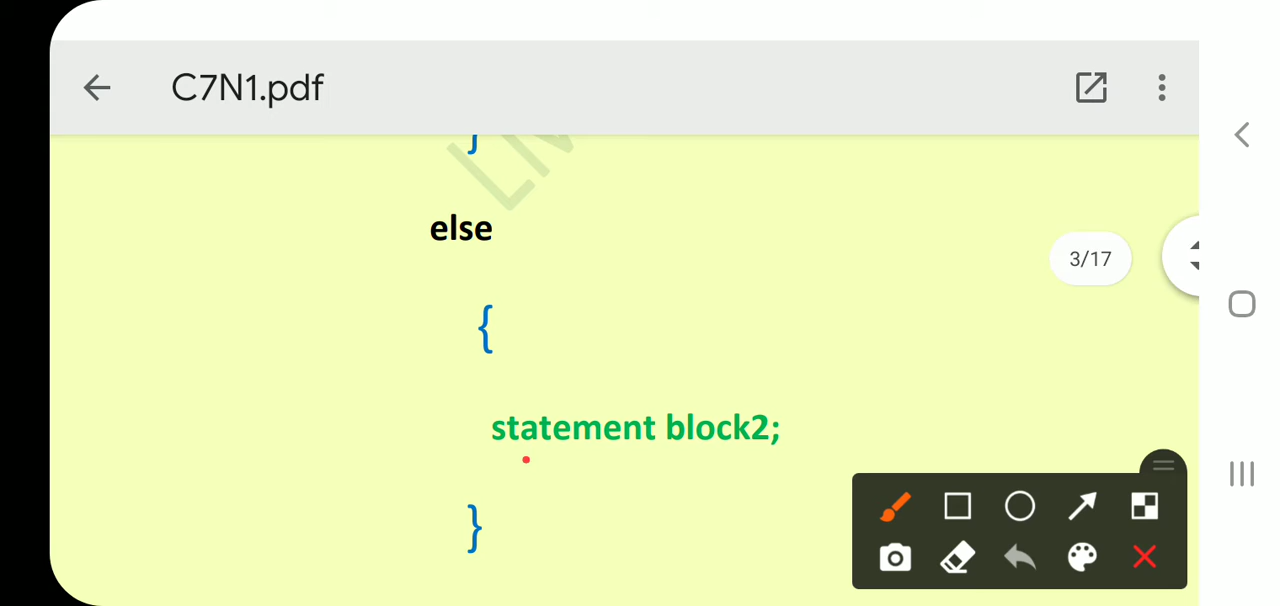 C7N1.pdf
}
else
3/17
{
statement block2;
}